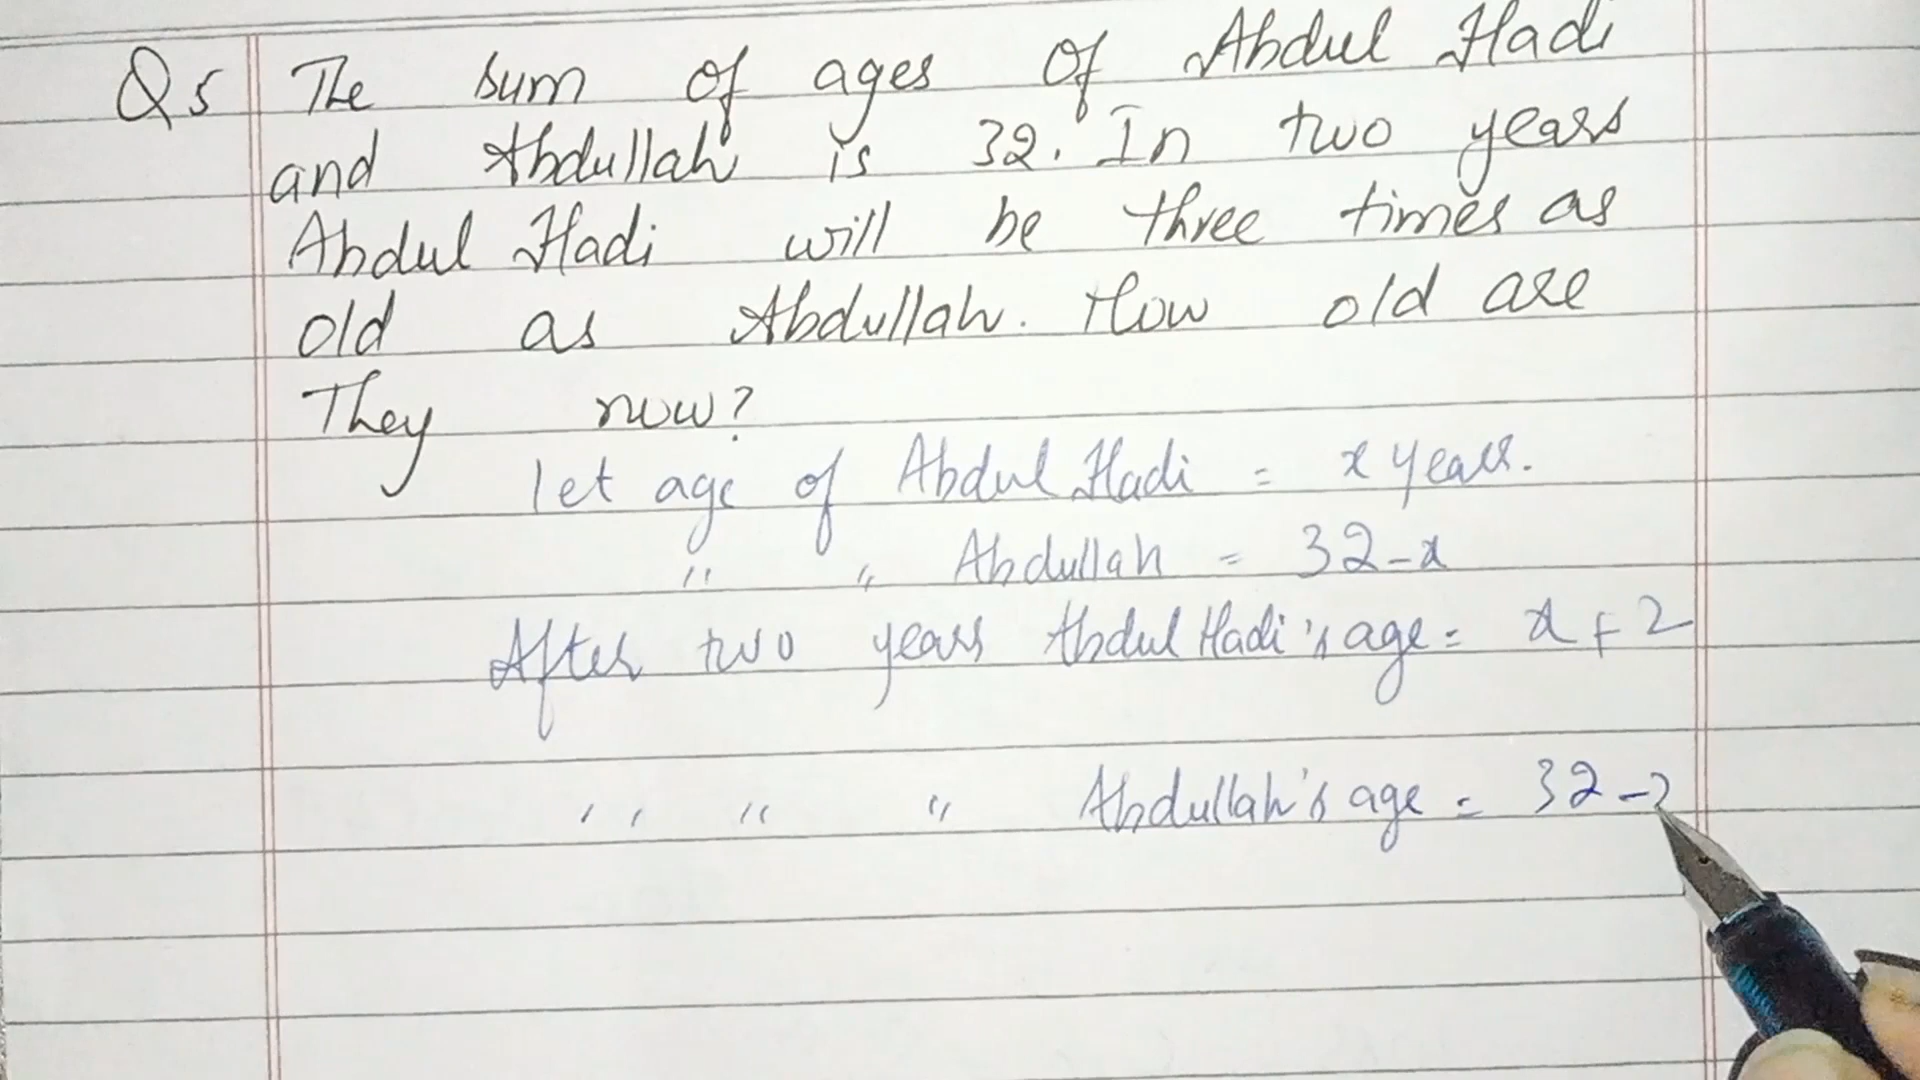 Q5 The sum of ages of Abdul Hadi
and Abdullah is 32. In two years
Abdul Hadi will be three times as
old as Abdullah. How old are
They now?
let age of Abdul Hadi = x years.
" " Abdullah = 32-x
After two years Abdul Hadi's age = x+2
" " " Abdullah's age = 32-